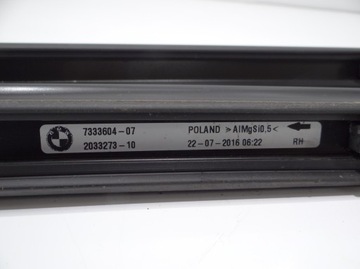 7333604-07 POLAND >AlMgSi0,5<
2033273-10 22-07-2016 06:22 RH